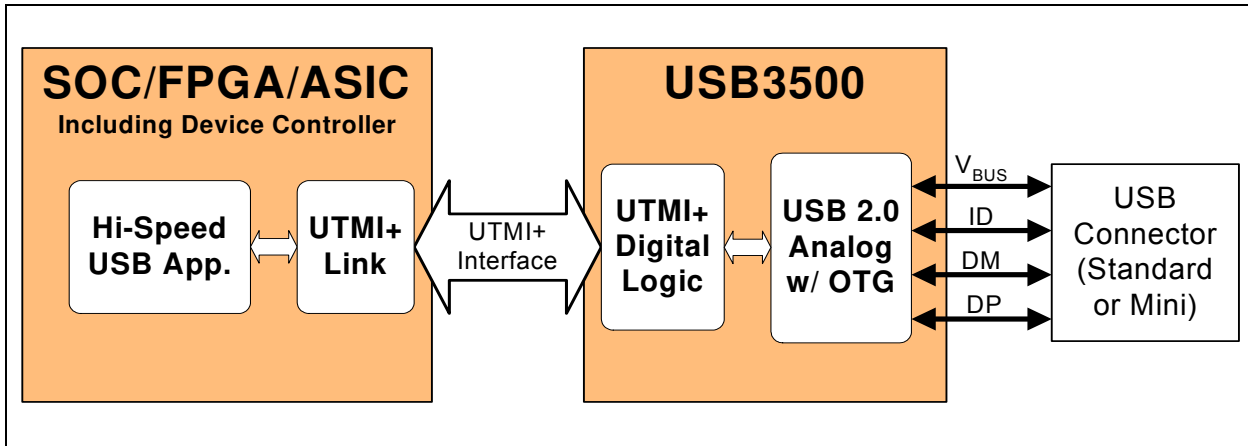 SOC/FPGA/ASIC
Including Device Controller
Hi-Speed
USB App.
UTMI+
Link
UTMI+
Interface
USB3500
UTMI+
Digital
Logic
USB 2.0
Analog
w/ OTG
VBUS
ID
DM
DP
USB
Connector
(Standard
or Mini)